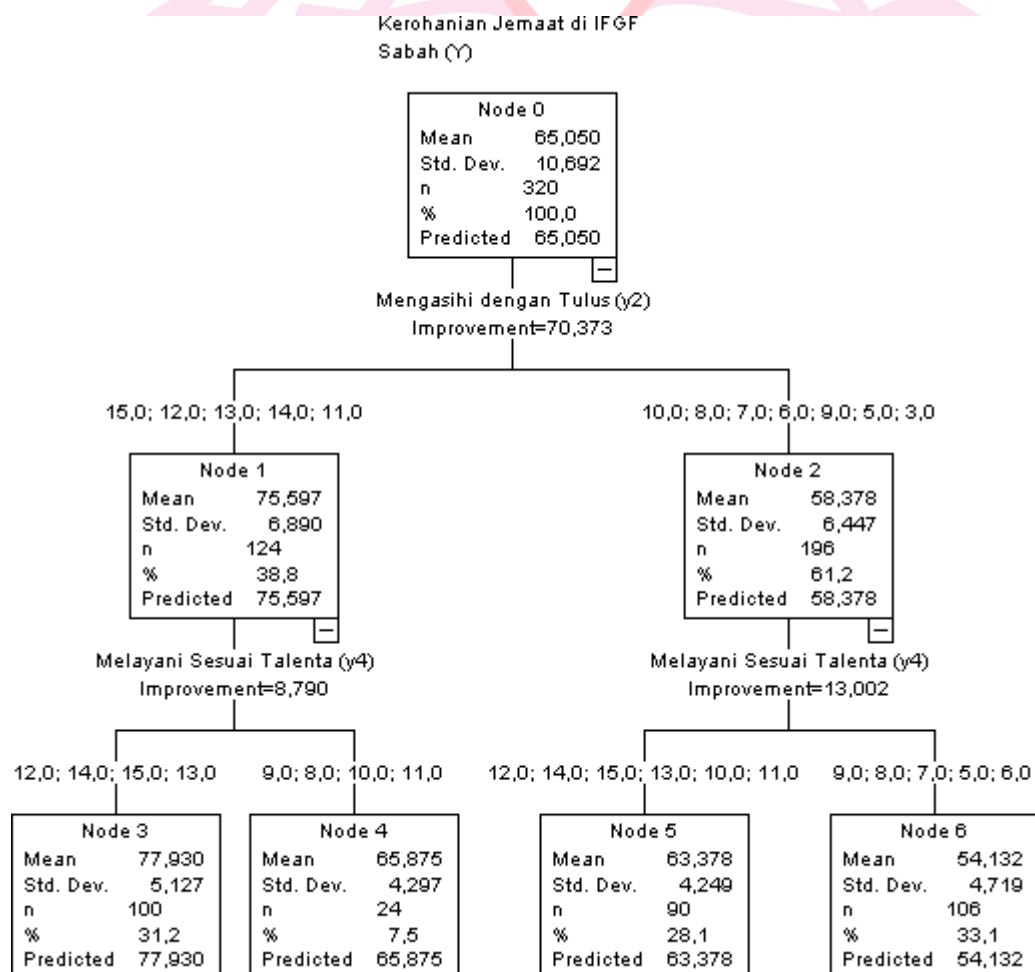 Kerohanian Jemaat di IFGF
Sabah (Y)
Node 0
Mean 65,050
Std. Dev. 10,692
n 320
% 100,0
Predicted 65,050
Mengasihi dengan Tulus (y2)
Improvement=70,373
15,0; 12,0; 13,0; 14,0; 11,0
10,0; 8,0; 7,0; 6,0; 9,0; 5,0; 3,0
Node 1
Mean 75,597
Std. Dev. 6,890
n 124
% 38,8
Predicted 75,597
Node 2
Mean 58,378
Std. Dev. 6,447
n 196
% 61,2
Predicted 58,378
Melayani Sesuai Talenta (y4)
Improvement=8,790
Melayani Sesuai Talenta (y4)
Improvement=13,002
12,0; 14,0; 15,0; 13,0
9,0; 8,0; 10,0; 11,0
12,0; 14,0; 15,0; 13,0; 10,0; 11,0
9,0; 8,0; 7,0; 5,0; 6,0
Node 3
Mean 77,930
Std. Dev. 5,127
n 100
% 31,2
Predicted 77,930
Node 4
Mean 65,875
Std. Dev. 4,297
n 24
% 7,5
Predicted 65,875
Node 5
Mean 63,378
Std. Dev. 4,249
n 90
% 28,1
Predicted 63,378
Node 6
Mean 54,132
Std. Dev. 4,719
n 106
% 33,1
Predicted 54,132